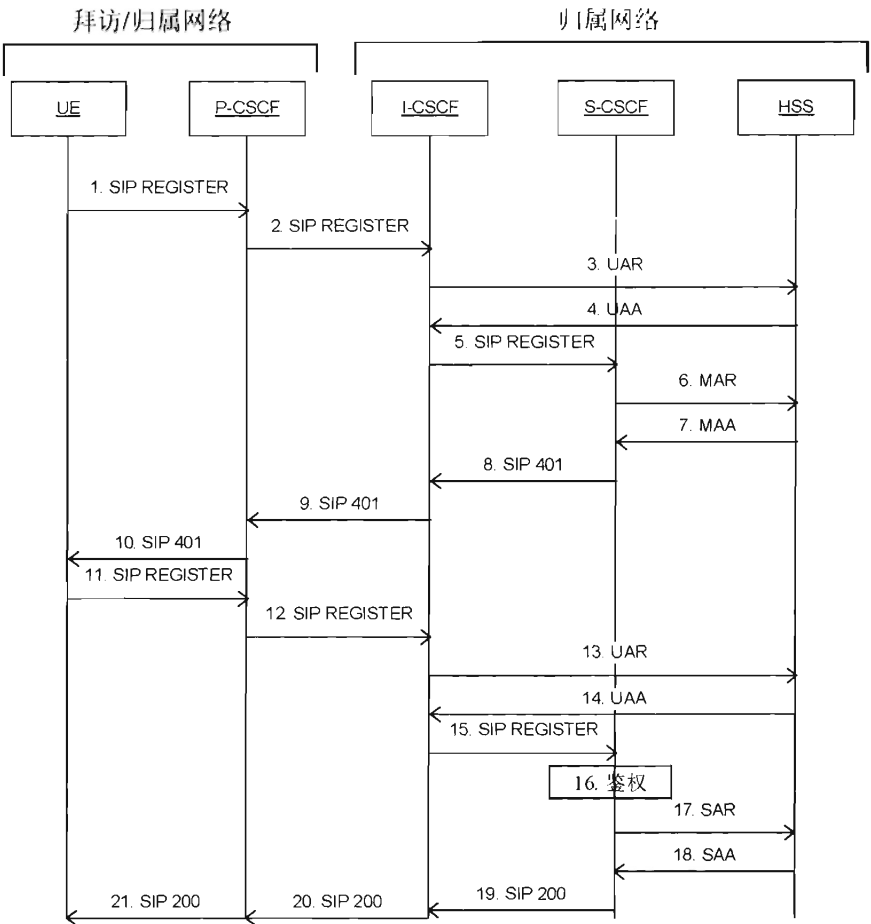 拜访/归属网络
归属网络
UE
P-CSCF
I-CSCF
S-CSCF
HSS
1. SIP REGISTER
2. SIP REGISTER
3. UAR
4. UAA
5. SIP REGISTER
6. MAR
7. MAA
8. SIP 401
9. SIP 401
10. SIP 401
11. SIP REGISTER
12. SIP REGISTER
13. UAR
14. UAA
15. SIP REGISTER
16. 鉴权
17. SAR
18. SAA
19. SIP 200
20. SIP 200
21. SIP 200